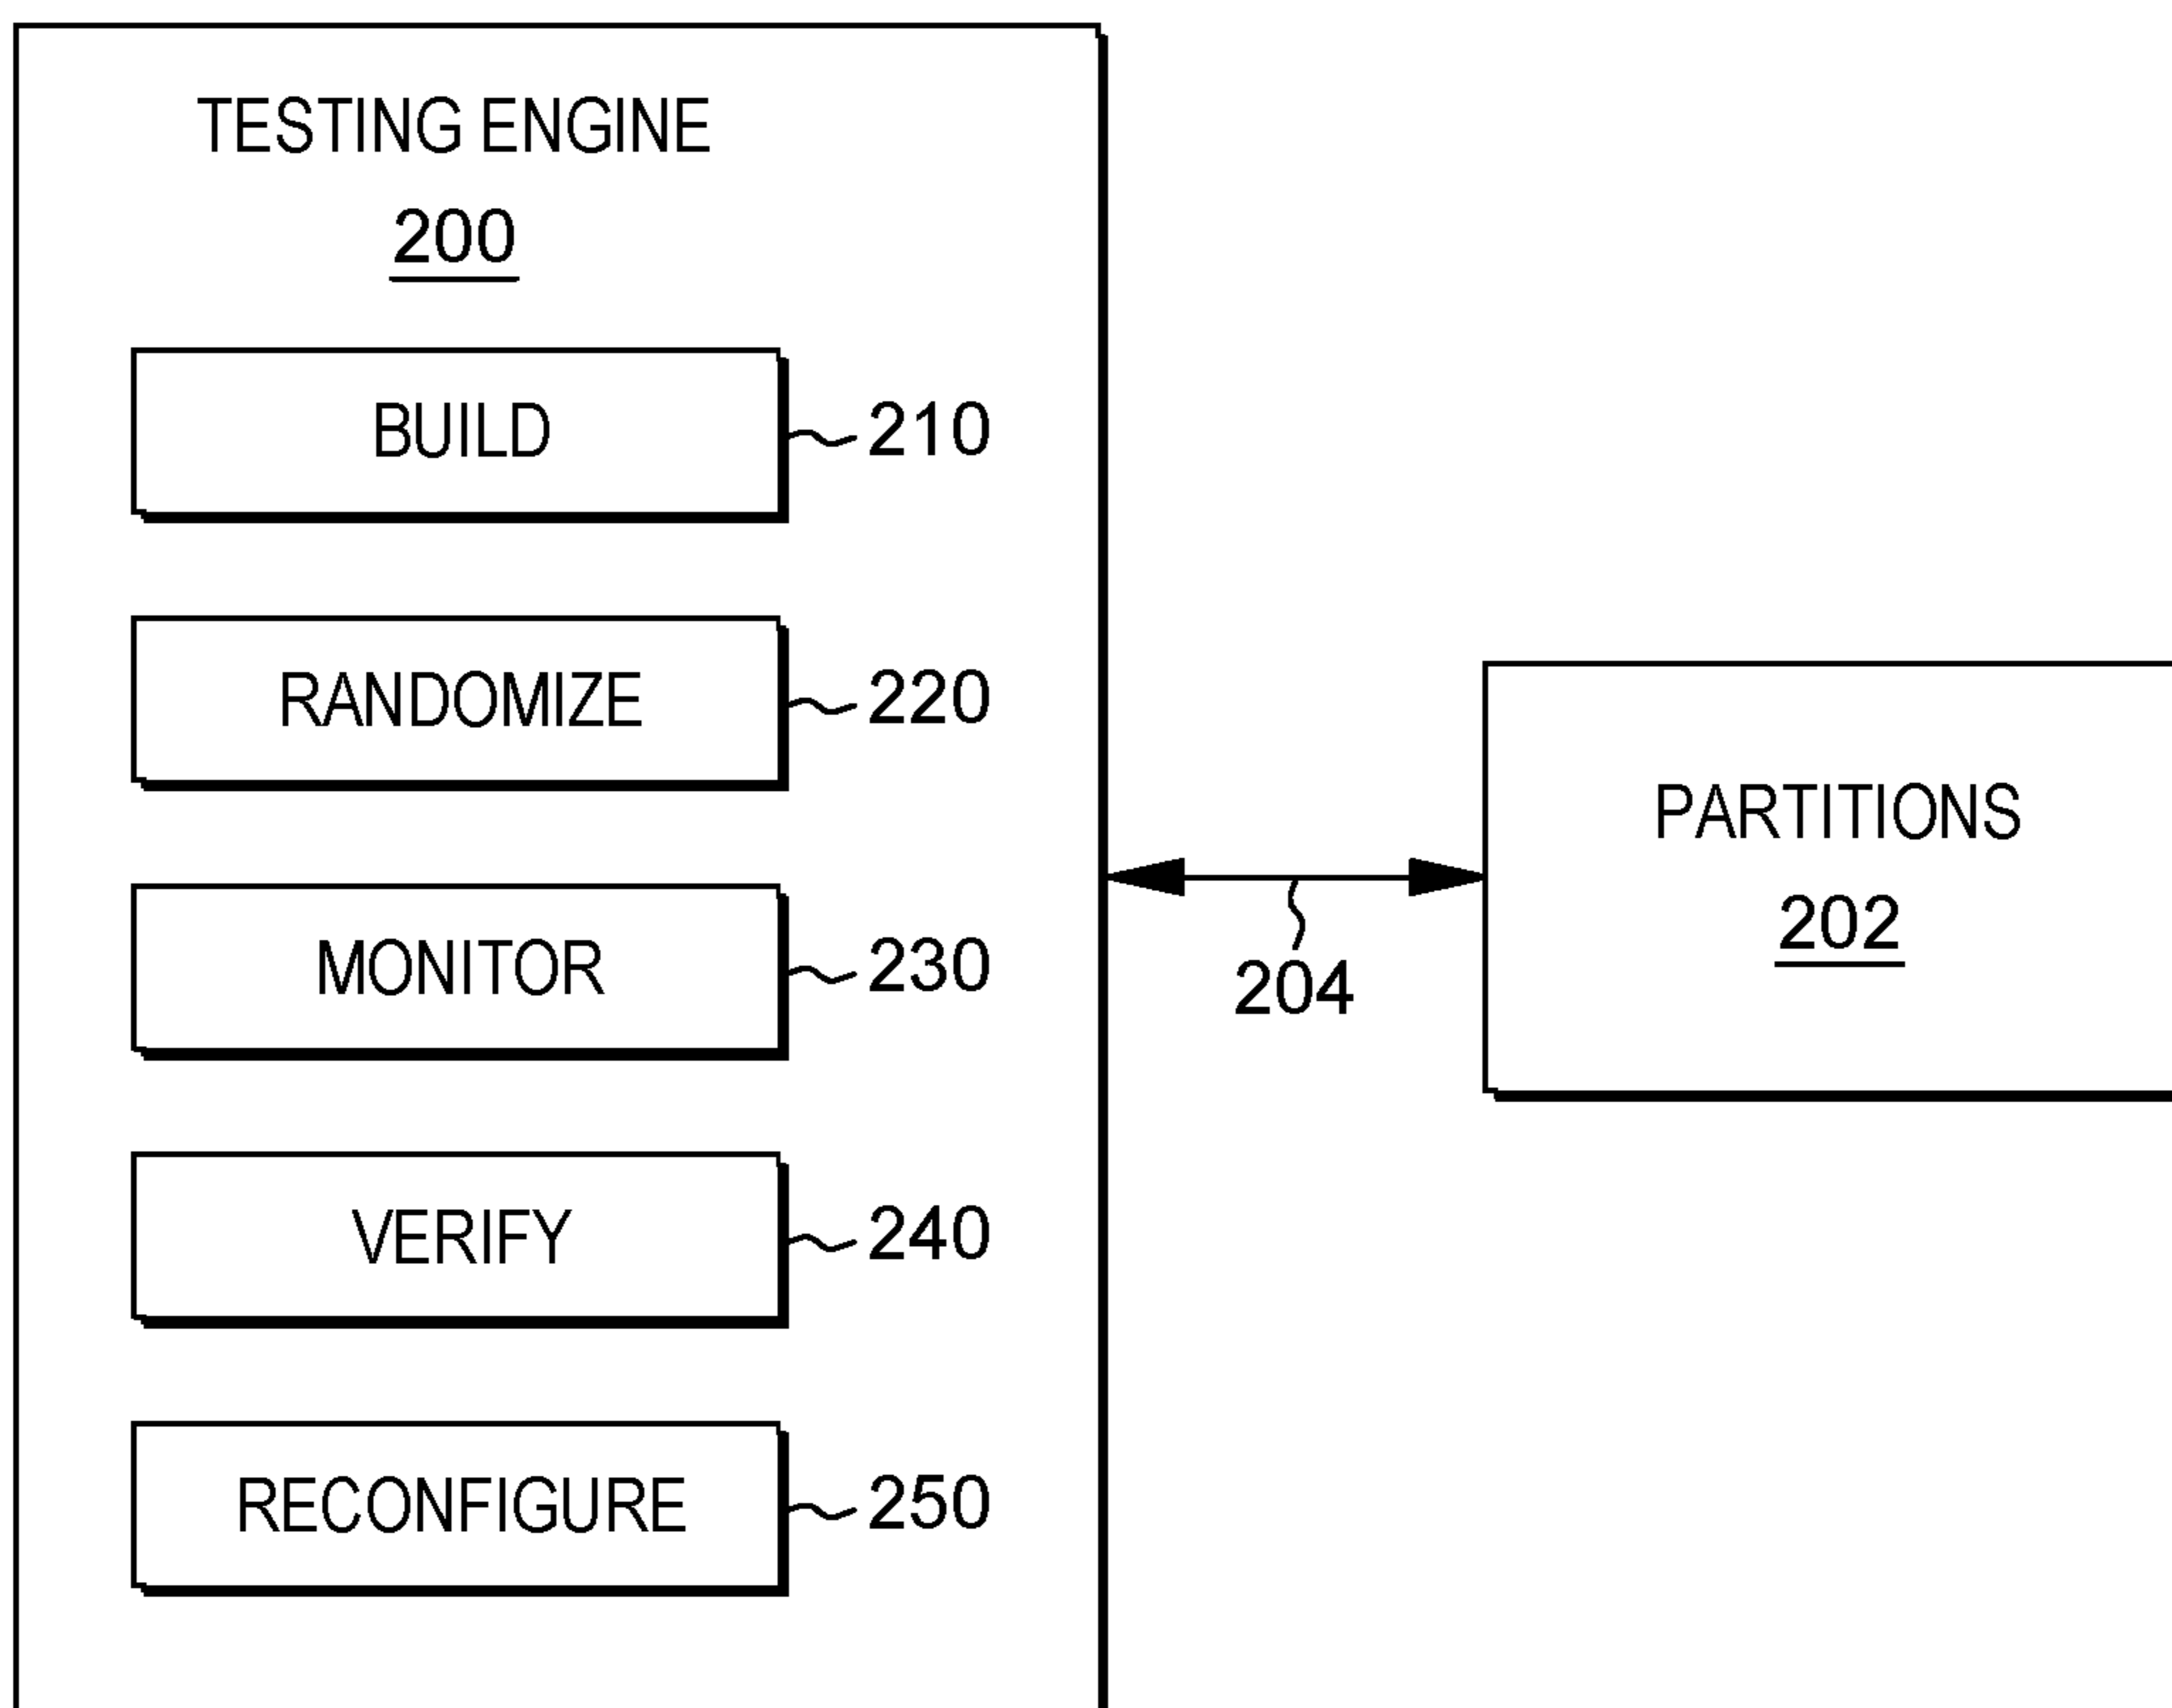 TESTING ENGINE
200
BUILD 210
RANDOMIZE 220
MONITOR 230
VERIFY 240
RECONFIGURE 250
204
PARTITIONS
202